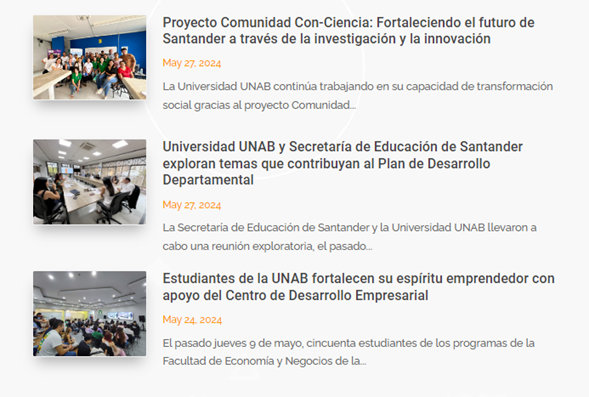 Proyecto Comunidad Con-Ciencia: Fortaleciendo el futuro de
Santander a través de la investigación y la innovación
May 27, 2024
La Universidad UNAB continúa trabajando en su capacidad de transformación
social gracias al proyecto Comunidad...
Universidad UNAB y Secretaría de Educación de Santander
exploran temas que contribuyan al Plan de Desarrollo
Departamental
May 27, 2024
La Secretaría de Educación de Santander y la Universidad UNAB llevaron a
cabo una reunión exploratoria, el pasado...
Estudiantes de la UNAB fortalecen su espíritu emprendedor con
apoyo del Centro de Desarrollo Empresarial
May 24, 2024
El pasado jueves 9 de mayo, cincuenta estudiantes de los programas de la
Facultad de Economía y Negocios de la...